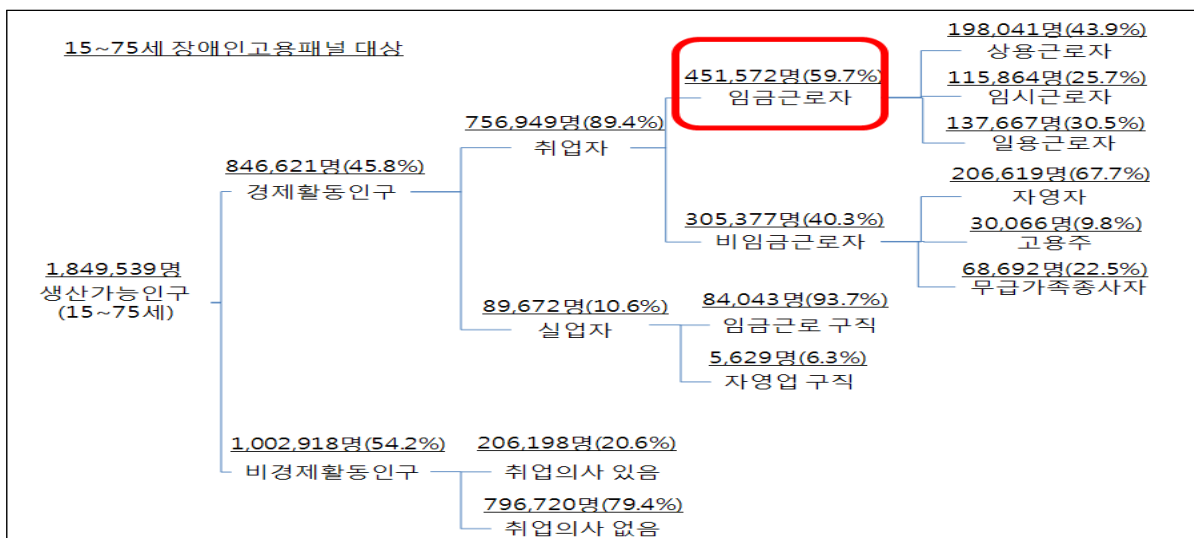 15~75세 장애인고용패널 대상
198,041명(43.9%)
상용근로자
451,572명(59.7%)
임금근로자
115,864명(25.7%)
임시근로자
756,949명(89.4%)
취업자
137,667명(30.5%)
일용근로자
846,621명(45.8%)
경제활동인구
206,619명(67.7%)
자영자
305,377명(40.3%)
비임금근로자
30,066명(9.8%)
고용주
1,849,539명
생산가능인구
(15~75세)
68,692명(22.5%)
무급가족종사자
89,672명(10.6%)
실업자
84,043명(93.7%)
임금근로 구직
5,629명(6.3%)
자영업 구직
1,002,918명(54.2%)
비경제활동인구
206,198명(20.6%)
취업의사 있음
796,720명(79.4%)
취업의사 없음